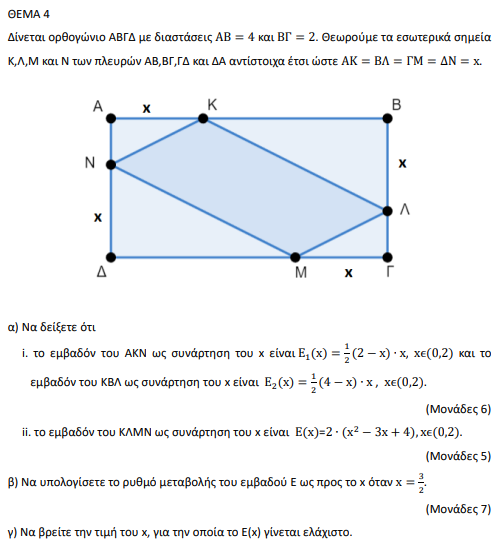 ΘΕΜΑ 4
Δίνεται ορθογώνιο ΑΒΓΔ με διαστάσεις ΑΒ = 4 και ΒΓ = 2. Θεωρούμε τα εσωτερικά σημεία
Κ,Λ,Μ και Ν των πλευρών ΑΒ,ΒΓ,ΓΔ και ΔΑ αντίστοιχα έτσι ώστε ΑΚ = ΒΛ = ΓΜ = ΔΝ = x.
Α x Κ Β
Ν x
x Λ
Δ Μ x Γ
α) Να δείξετε ότι
i. το εμβαδόν του ΑΚΝ ως συνάρτηση του x είναι Ε₁(x) = ½(2 − x) · x, xϵ(0,2) και το
εμβαδόν του ΚΒΛ ως συνάρτηση του x είναι Ε₂(x) = ½(4 − x) · x , xϵ(0,2).
(Μονάδες 6)
ii. το εμβαδόν του ΚΛΜΝ ως συνάρτηση του x είναι Ε(x)=2 · (x² − 3x + 4), xϵ(0,2).
(Μονάδες 5)
β) Να υπολογίσετε το ρυθμό μεταβολής του εμβαδού Ε ως προς το x όταν x = 3/2.
(Μονάδες 7)
γ) Να βρείτε την τιμή του x, για την οποία το Ε(x) γίνεται ελάχιστο.